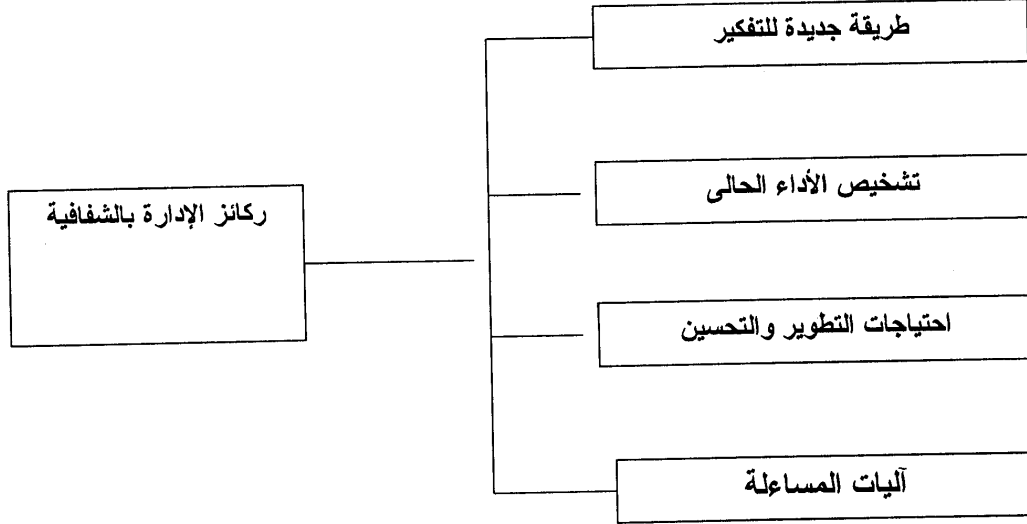 ركائز الإدارة بالشفافية
طريقة جديدة للتفكير
تشخيص الأداء الحالى
احتياجات التطوير والتحسين
آليات المساءلة